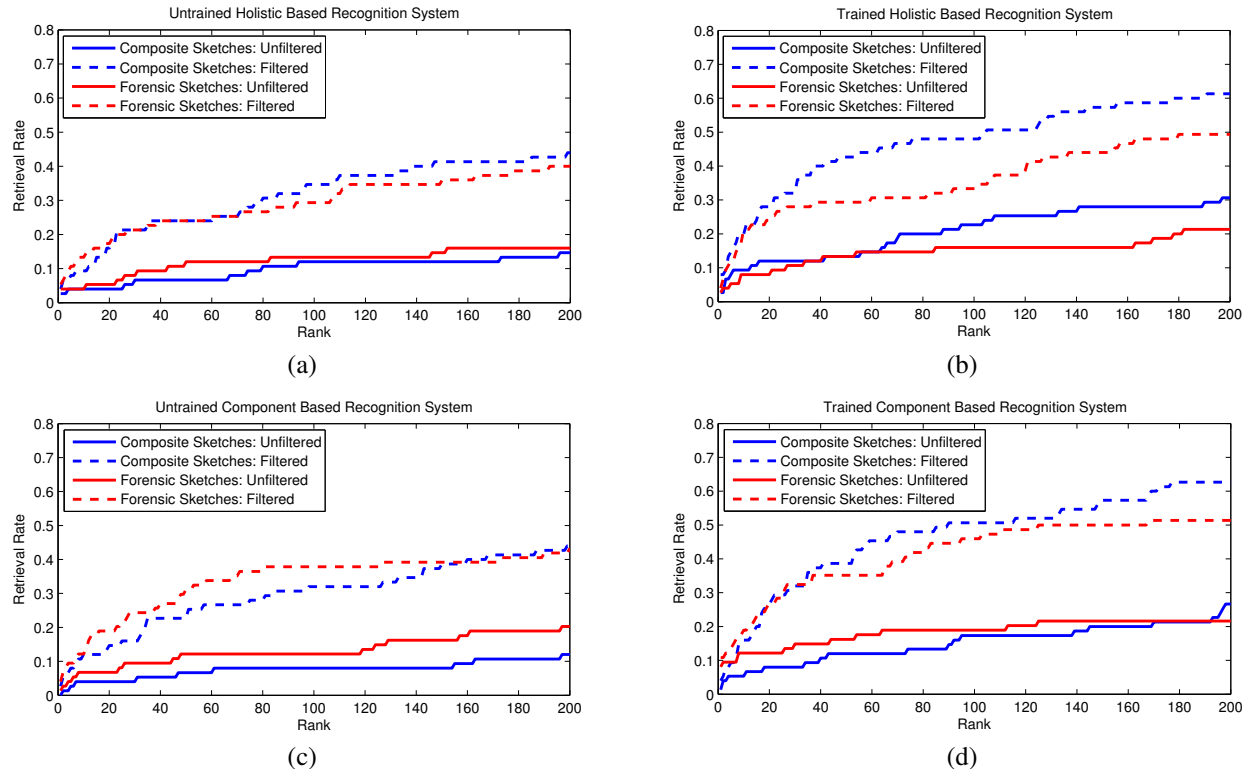 Untrained Holistic Based Recognition System
Composite Sketches: Unfiltered
Composite Sketches: Filtered
Forensic Sketches: Unfiltered
Forensic Sketches: Filtered
0.8
0.7
0.6
0.5
0.4
0.3
0.2
0.1
0
Retrieval Rate
0 20 40 60 80 100 120 140 160 180 200
Rank
(a)
Trained Holistic Based Recognition System
Composite Sketches: Unfiltered
Composite Sketches: Filtered
Forensic Sketches: Unfiltered
Forensic Sketches: Filtered
0.8
0.7
0.6
0.5
0.4
0.3
0.2
0.1
0
Retrieval Rate
0 20 40 60 80 100 120 140 160 180 200
Rank
(b)
Untrained Component Based Recognition System
Composite Sketches: Unfiltered
Composite Sketches: Filtered
Forensic Sketches: Unfiltered
Forensic Sketches: Filtered
0.8
0.7
0.6
0.5
0.4
0.3
0.2
0.1
0
Retrieval Rate
0 20 40 60 80 100 120 140 160 180 200
Rank
(c)
Trained Component Based Recognition System
Composite Sketches: Unfiltered
Composite Sketches: Filtered
Forensic Sketches: Unfiltered
Forensic Sketches: Filtered
0.8
0.7
0.6
0.5
0.4
0.3
0.2
0.1
0
Retrieval Rate
0 20 40 60 80 100 120 140 160 180 200
Rank
(d)